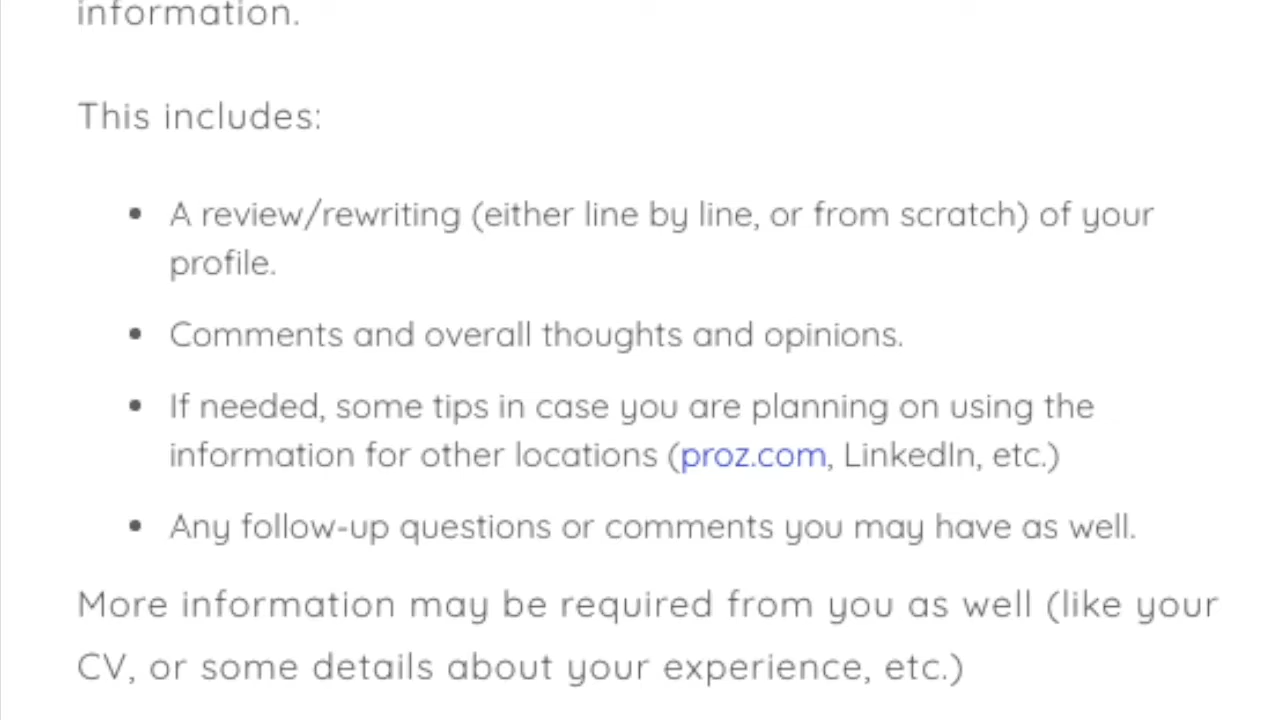 information.
This includes:
• A review/rewriting (either line by line, or from scratch) of your
profile.
• Comments and overall thoughts and opinions.
• If needed, some tips in case you are planning on using the
information for other locations (proz.com, LinkedIn, etc.)
• Any follow-up questions or comments you may have as well.
More information may be required from you as well (like your
CV, or some details about your experience, etc.)